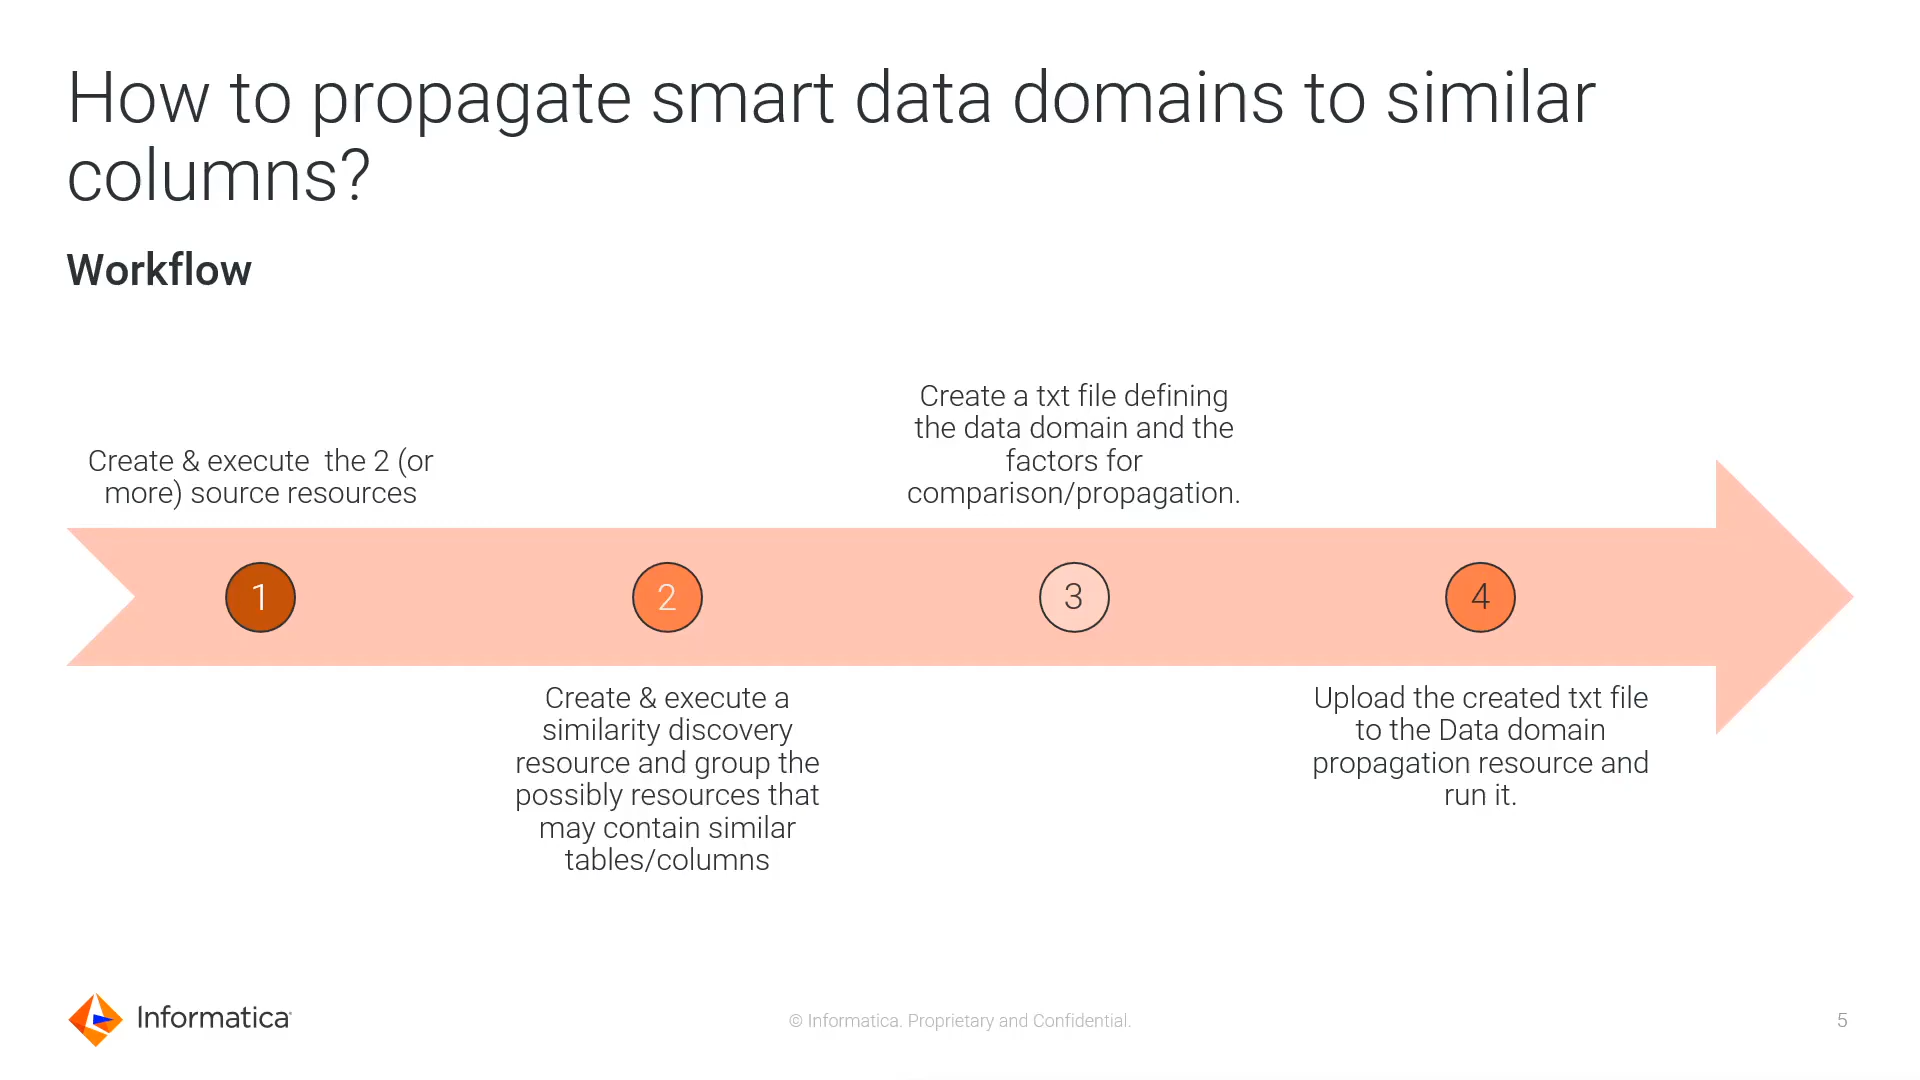 How to propagate smart data domains to similar
columns?
Workflow
Create & execute  the 2 (or
more) source resources
1
2
Create & execute a
similarity discovery
resource and group the
possibly resources that
may contain similar
tables/columns
Create a txt file defining
the data domain and the
factors for
comparison/propagation.
3
4
Upload the created txt file
to the Data domain
propagation resource and
run it.
Informatica
© Informatica. Proprietary and Confidential.
5